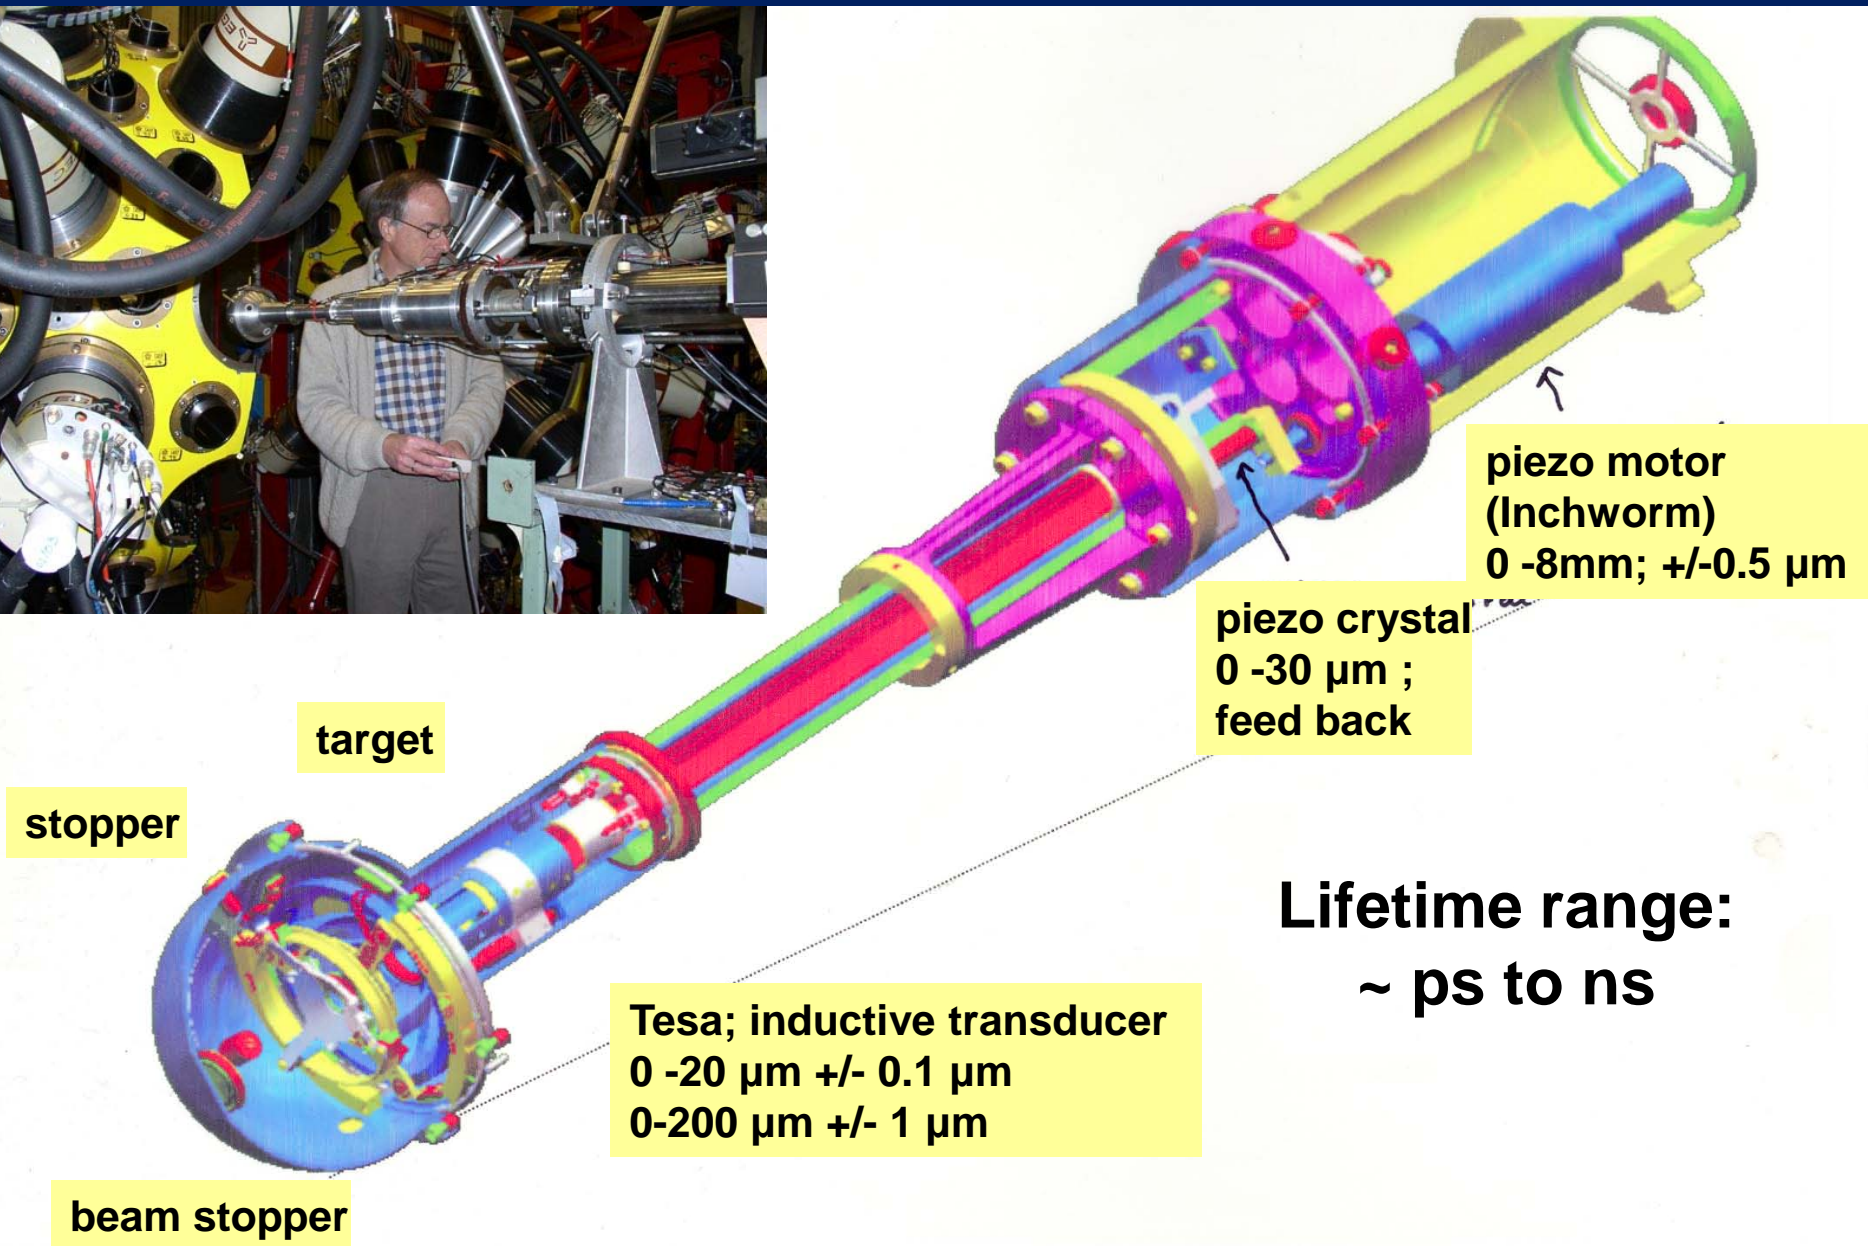 piezo motor
(Inchworm)
0 -8mm; +/-0.5 µm
piezo crystal
0 -30 µm ;
feed back
target
stopper
Lifetime range:
~ ps to ns
Tesa; inductive transducer
0 -20 µm +/- 0.1 µm
0-200 µm +/- 1 µm
beam stopper